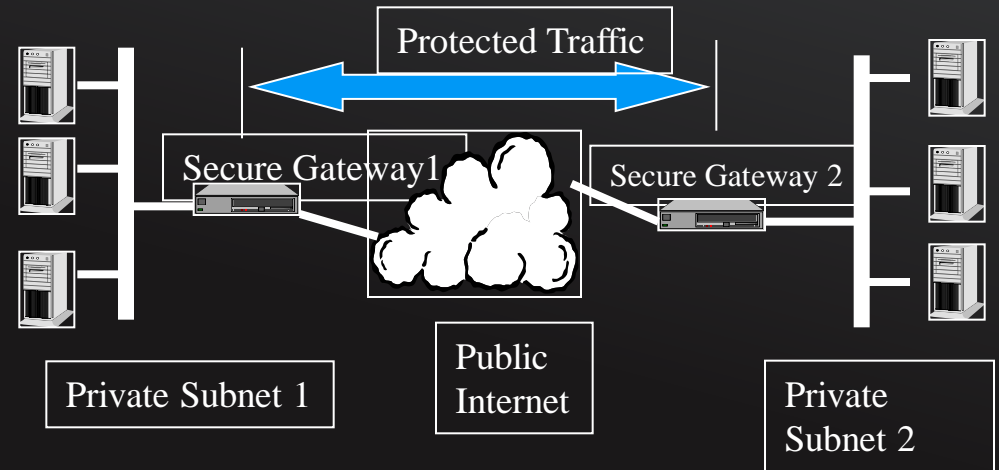 Protected Traffic
Secure Gateway1
Secure Gateway 2
Private Subnet 1
Public
Internet
Private
Subnet 2